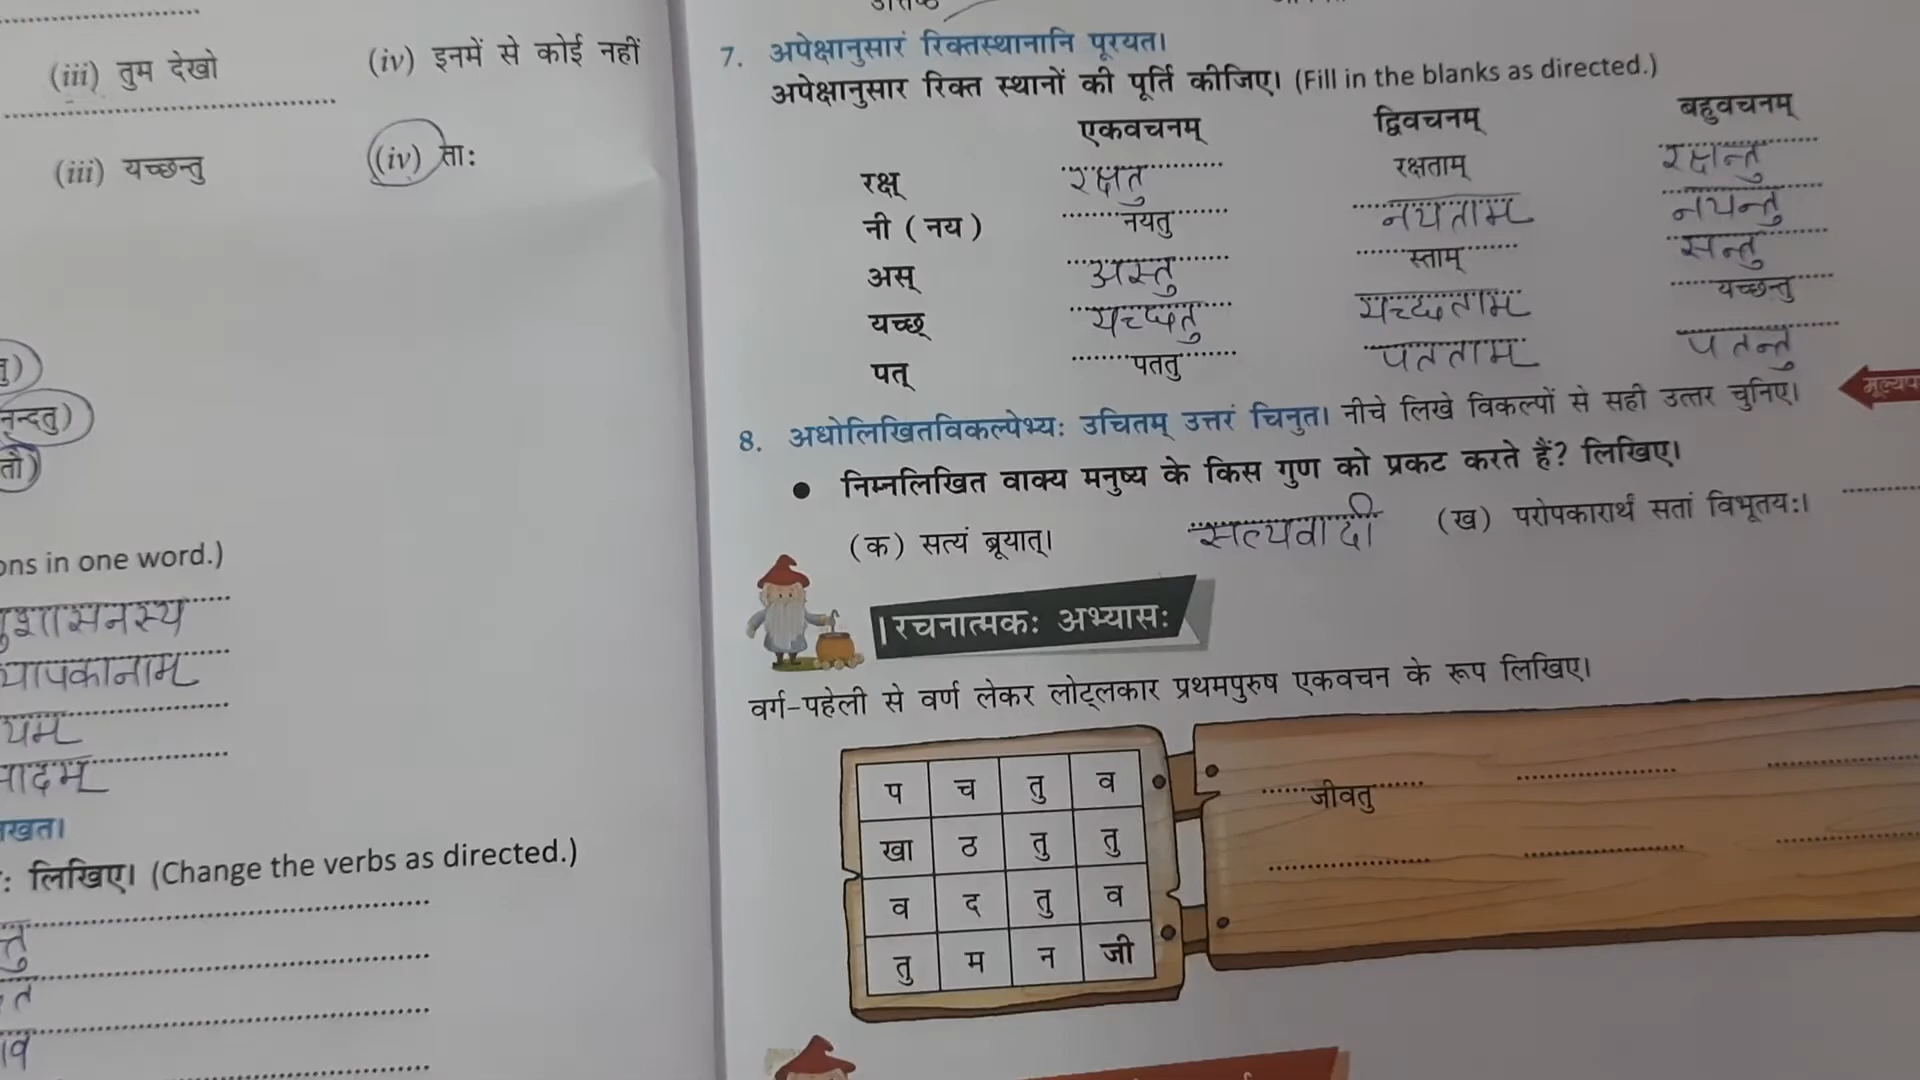 (iii) तुम देखो
(iv) इनमें से कोई नहीं
(iii) यच्छन्तु
(iv) ताः
नन्दतु)
ons in one word.)
यापकानाम्
लिखिए। (Change the verbs as directed.)
7. अपेक्षानुसारं रिक्तस्थानानि पूरयत।
अपेक्षानुसार रिक्त स्थानों की पूर्ति कीजिए। (Fill in the blanks as directed.)
एकवचनम् द्विवचनम् बहुवचनम्
रक्ष् रक्षतु रक्षताम् रक्षन्तु
नी ( नय ) नयतु नयताम् नयन्तु
अस् अस्तु स्ताम् सन्तु
यच्छ् यच्छतु यच्छताम् यच्छन्तु
पत् पततु पतताम् पतन्तु
8. अधोलिखितविकल्पेभ्यः उचितम् उत्तरं चिनुत। नीचे लिखे विकल्पों से सही उत्तर चुनिए।
● निम्नलिखित वाक्य मनुष्य के किस गुण को प्रकट करते हैं? लिखिए।
(क) सत्यं ब्रूयात्। सत्यवादी (ख) परोपकारार्थं सतां विभूतयः।
रचनात्मकः अभ्यासः
वर्ग-पहेली से वर्ण लेकर लोट्लकार प्रथमपुरुष एकवचन के रूप लिखिए।
प च तु व
खा ठ तु तु
व द तु व
तु म न जी
जीवतु